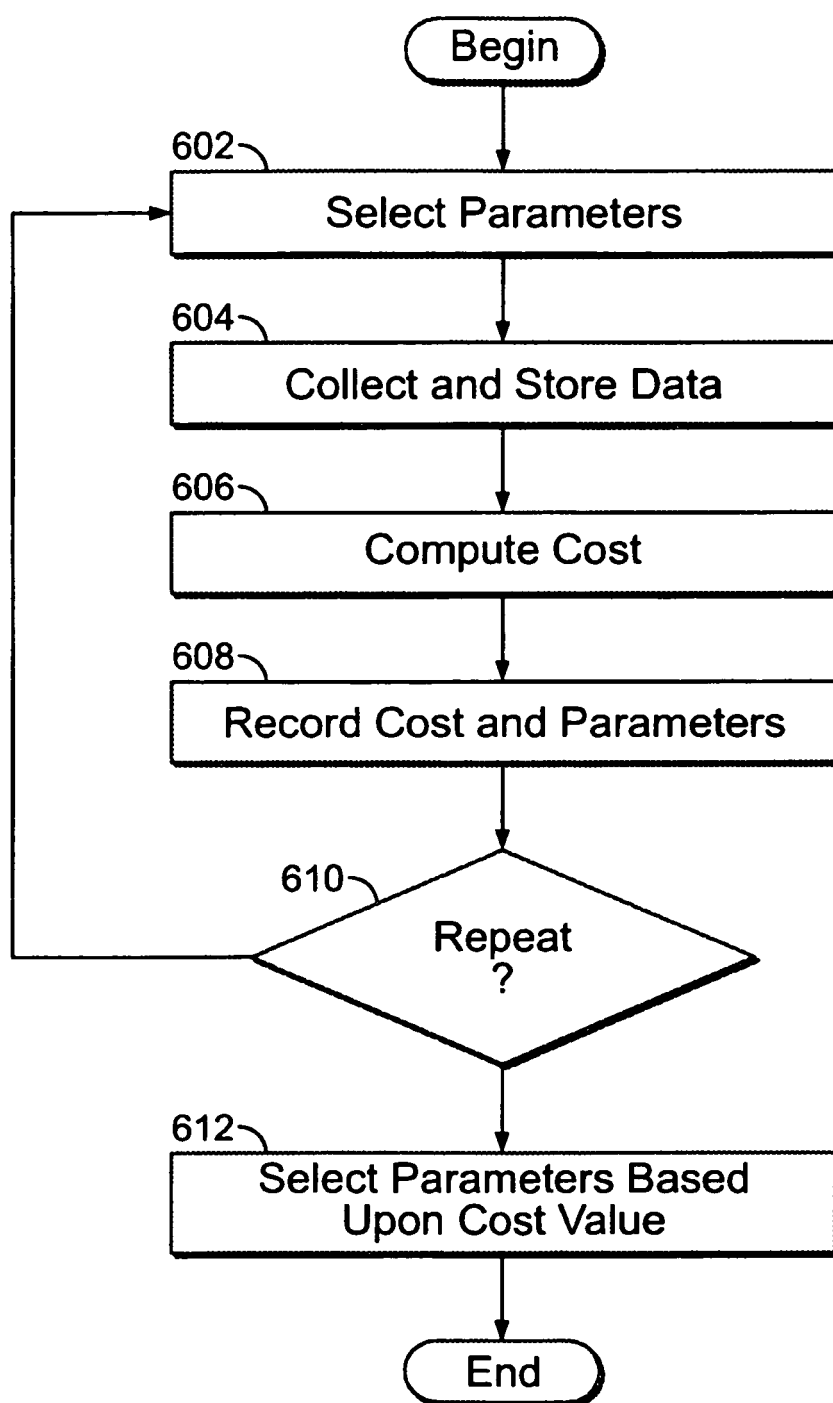 Begin
602
Select Parameters
604
Collect and Store Data
606
Compute Cost
608
Record Cost and Parameters
610
Repeat
?
612
Select Parameters Based
Upon Cost Value
End